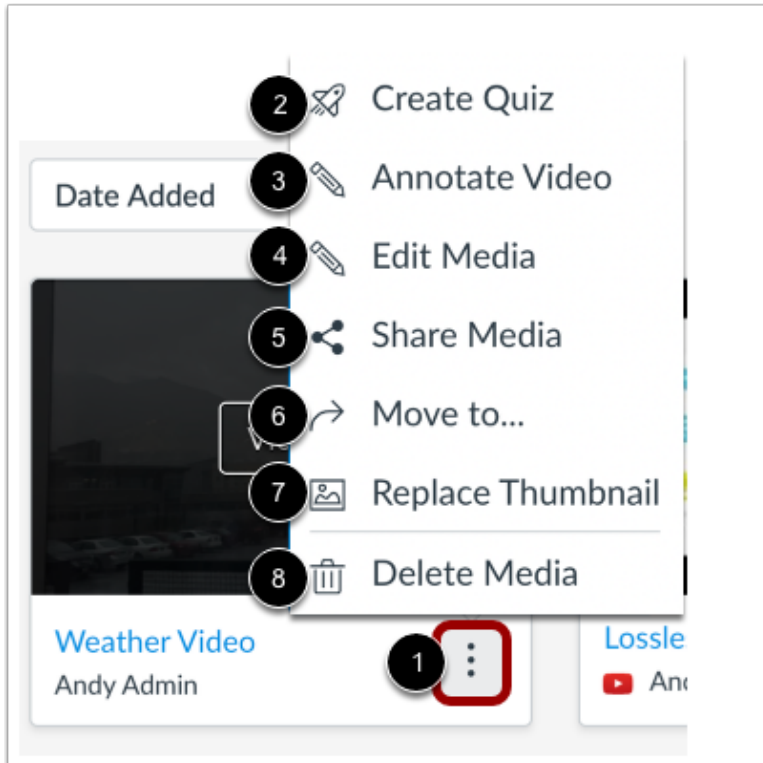 2 Create Quiz
Date Added
3 Annotate Video
4 Edit Media
5 Share Media
6 Move to...
7 Replace Thumbnail
8 Delete Media
Weather Video
Andy Admin
1
Lossle